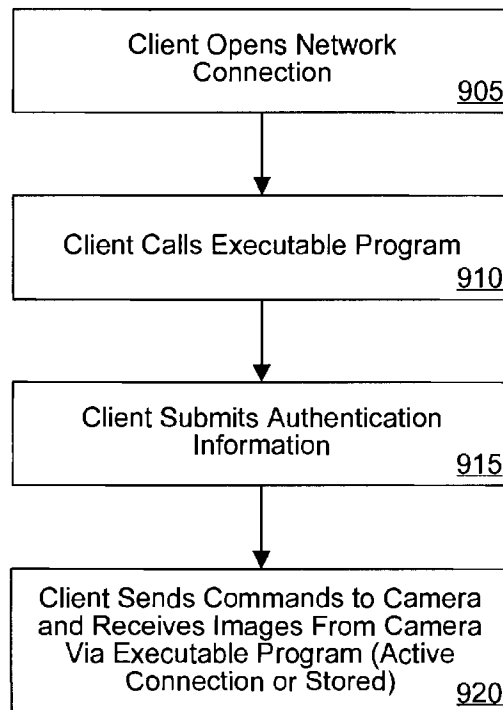 Client Opens Network
Connection
905
Client Calls Executable Program
910
Client Submits Authentication
Information
915
Client Sends Commands to Camera
and Receives Images From Camera
Via Executable Program (Active
Connection or Stored)
920